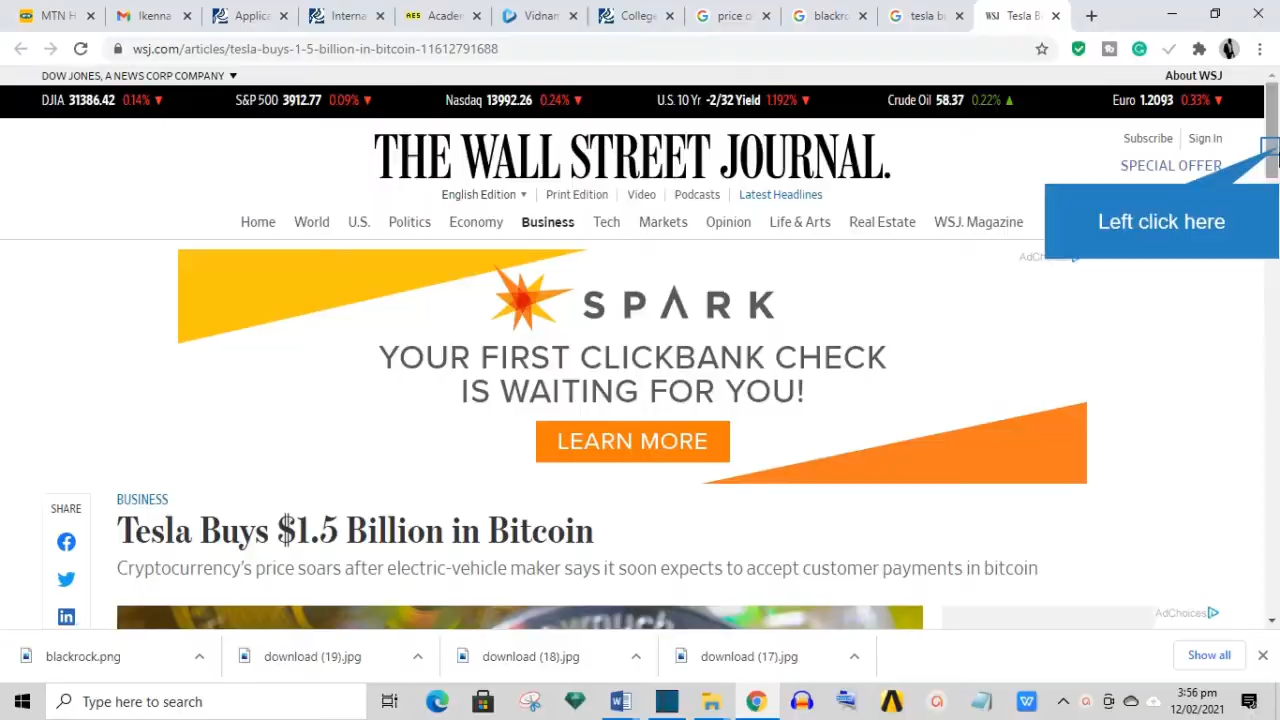 MTN H
Ikenna
Applica
Interna
AES Acade
Vidnam
College
price o
blackro
tesla b
WSJ Tesla B
wsj.com/articles/tesla-buys-1-5-billion-in-bitcoin-11612791688
DOW JONES, A NEWS CORP COMPANY ▼
About WSJ
DJIA 31386.42 0.14% ▼
S&P 500 3912.77 0.09% ▼
Nasdaq 13992.26 0.24% ▼
U.S. 10 Yr -2/32 Yield 1.192% ▼
Crude Oil 58.37 0.22% ▲
Euro 1.2093 0.33% ▼
THE WALL STREET JOURNAL.
Subscribe Sign In
SPECIAL OFFER
English Edition ▼ Print Edition Video Podcasts Latest Headlines
Home World U.S. Politics Economy Business Tech Markets Opinion Life & Arts Real Estate WSJ. Magazine
Left click here
SPARK
YOUR FIRST CLICKBANK CHECK
IS WAITING FOR YOU!
LEARN MORE
SHARE
BUSINESS
Tesla Buys $1.5 Billion in Bitcoin
Cryptocurrency's price soars after electric-vehicle maker says it soon expects to accept customer payments in bitcoin
AdChoices
blackrock.png
download (19).jpg
download (18).jpg
download (17).jpg
Show all
Type here to search
3:56 pm
12/02/2021